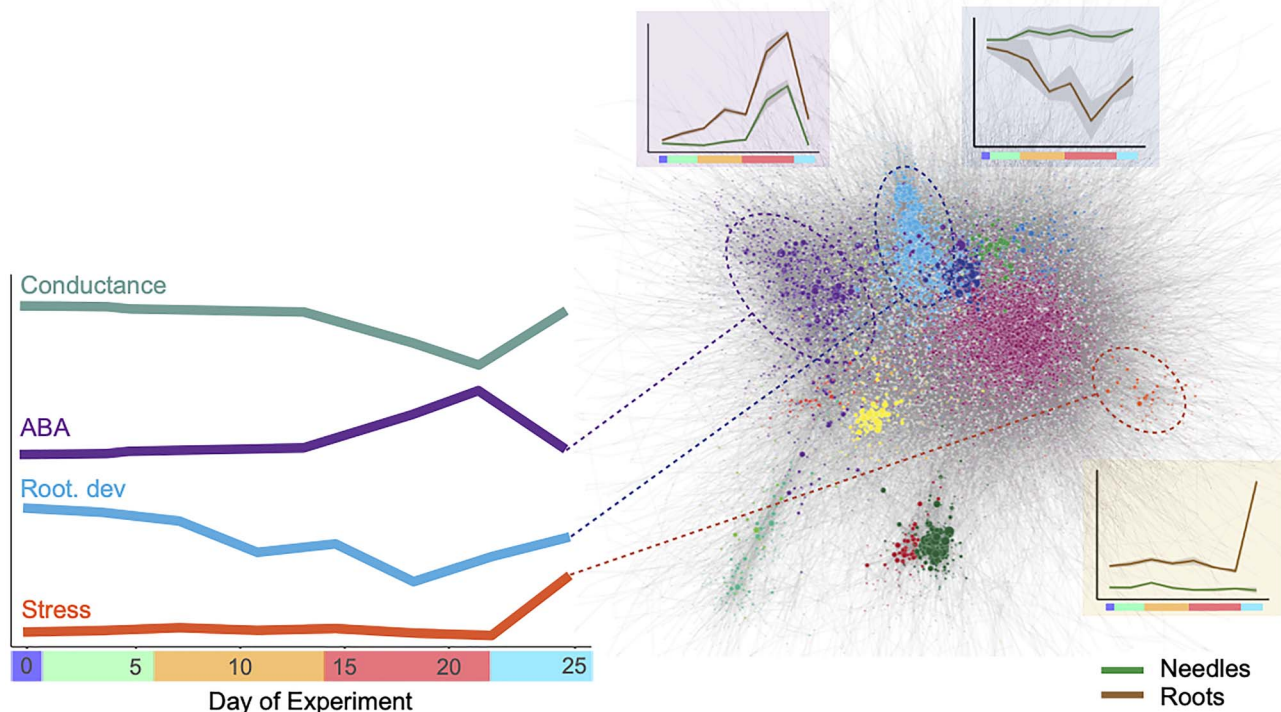 Conductance
ABA
Root. dev
Stress
0 5 10 15 20 25
Day of Experiment
Needles
Roots